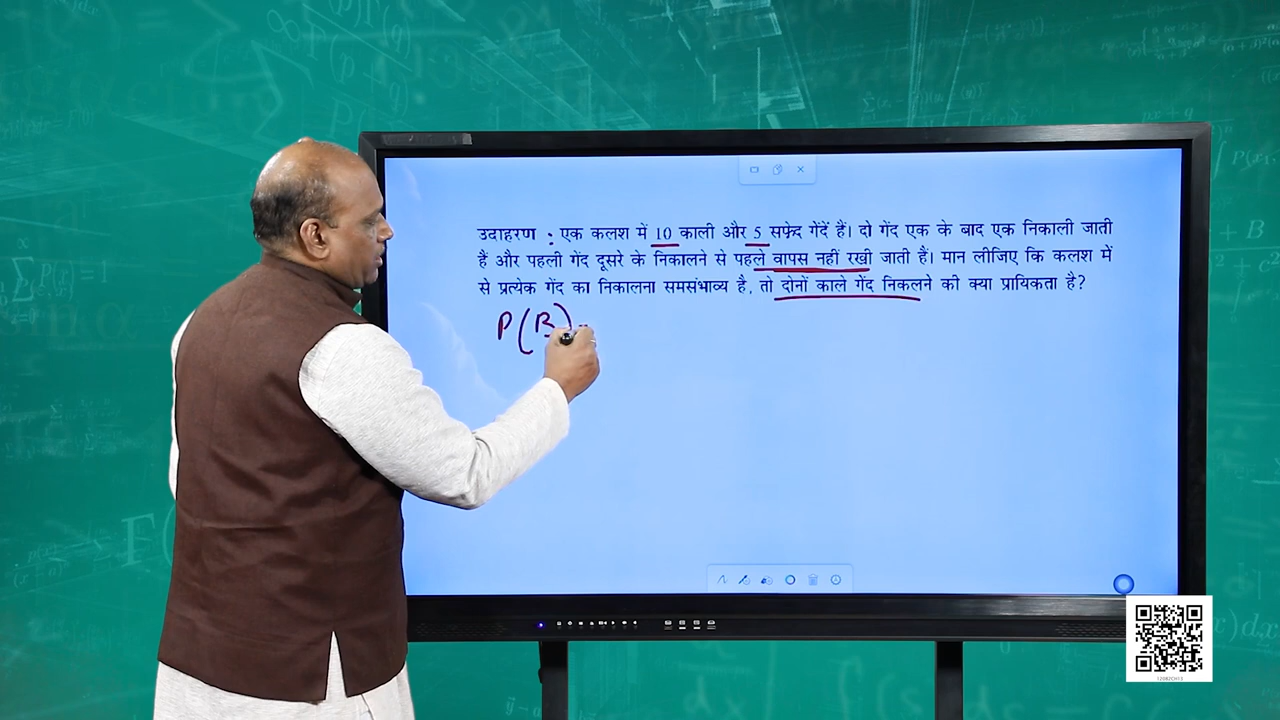 उदाहरण : एक कलश में 10 काली और 5 सफ़ेद गेंदें हैं। दो गेंद एक के बाद एक निकाली जाती
हैं और पहली गेंद दूसरे के निकालने से पहले वापस नहीं रखी जाती हैं। मान लीजिए कि कलश में
से प्रत्येक गेंद का निकालना समसंभाव्य है, तो दोनों काले गेंद निकलने की क्या प्रायिकता है?
P(B) =
12082CH13